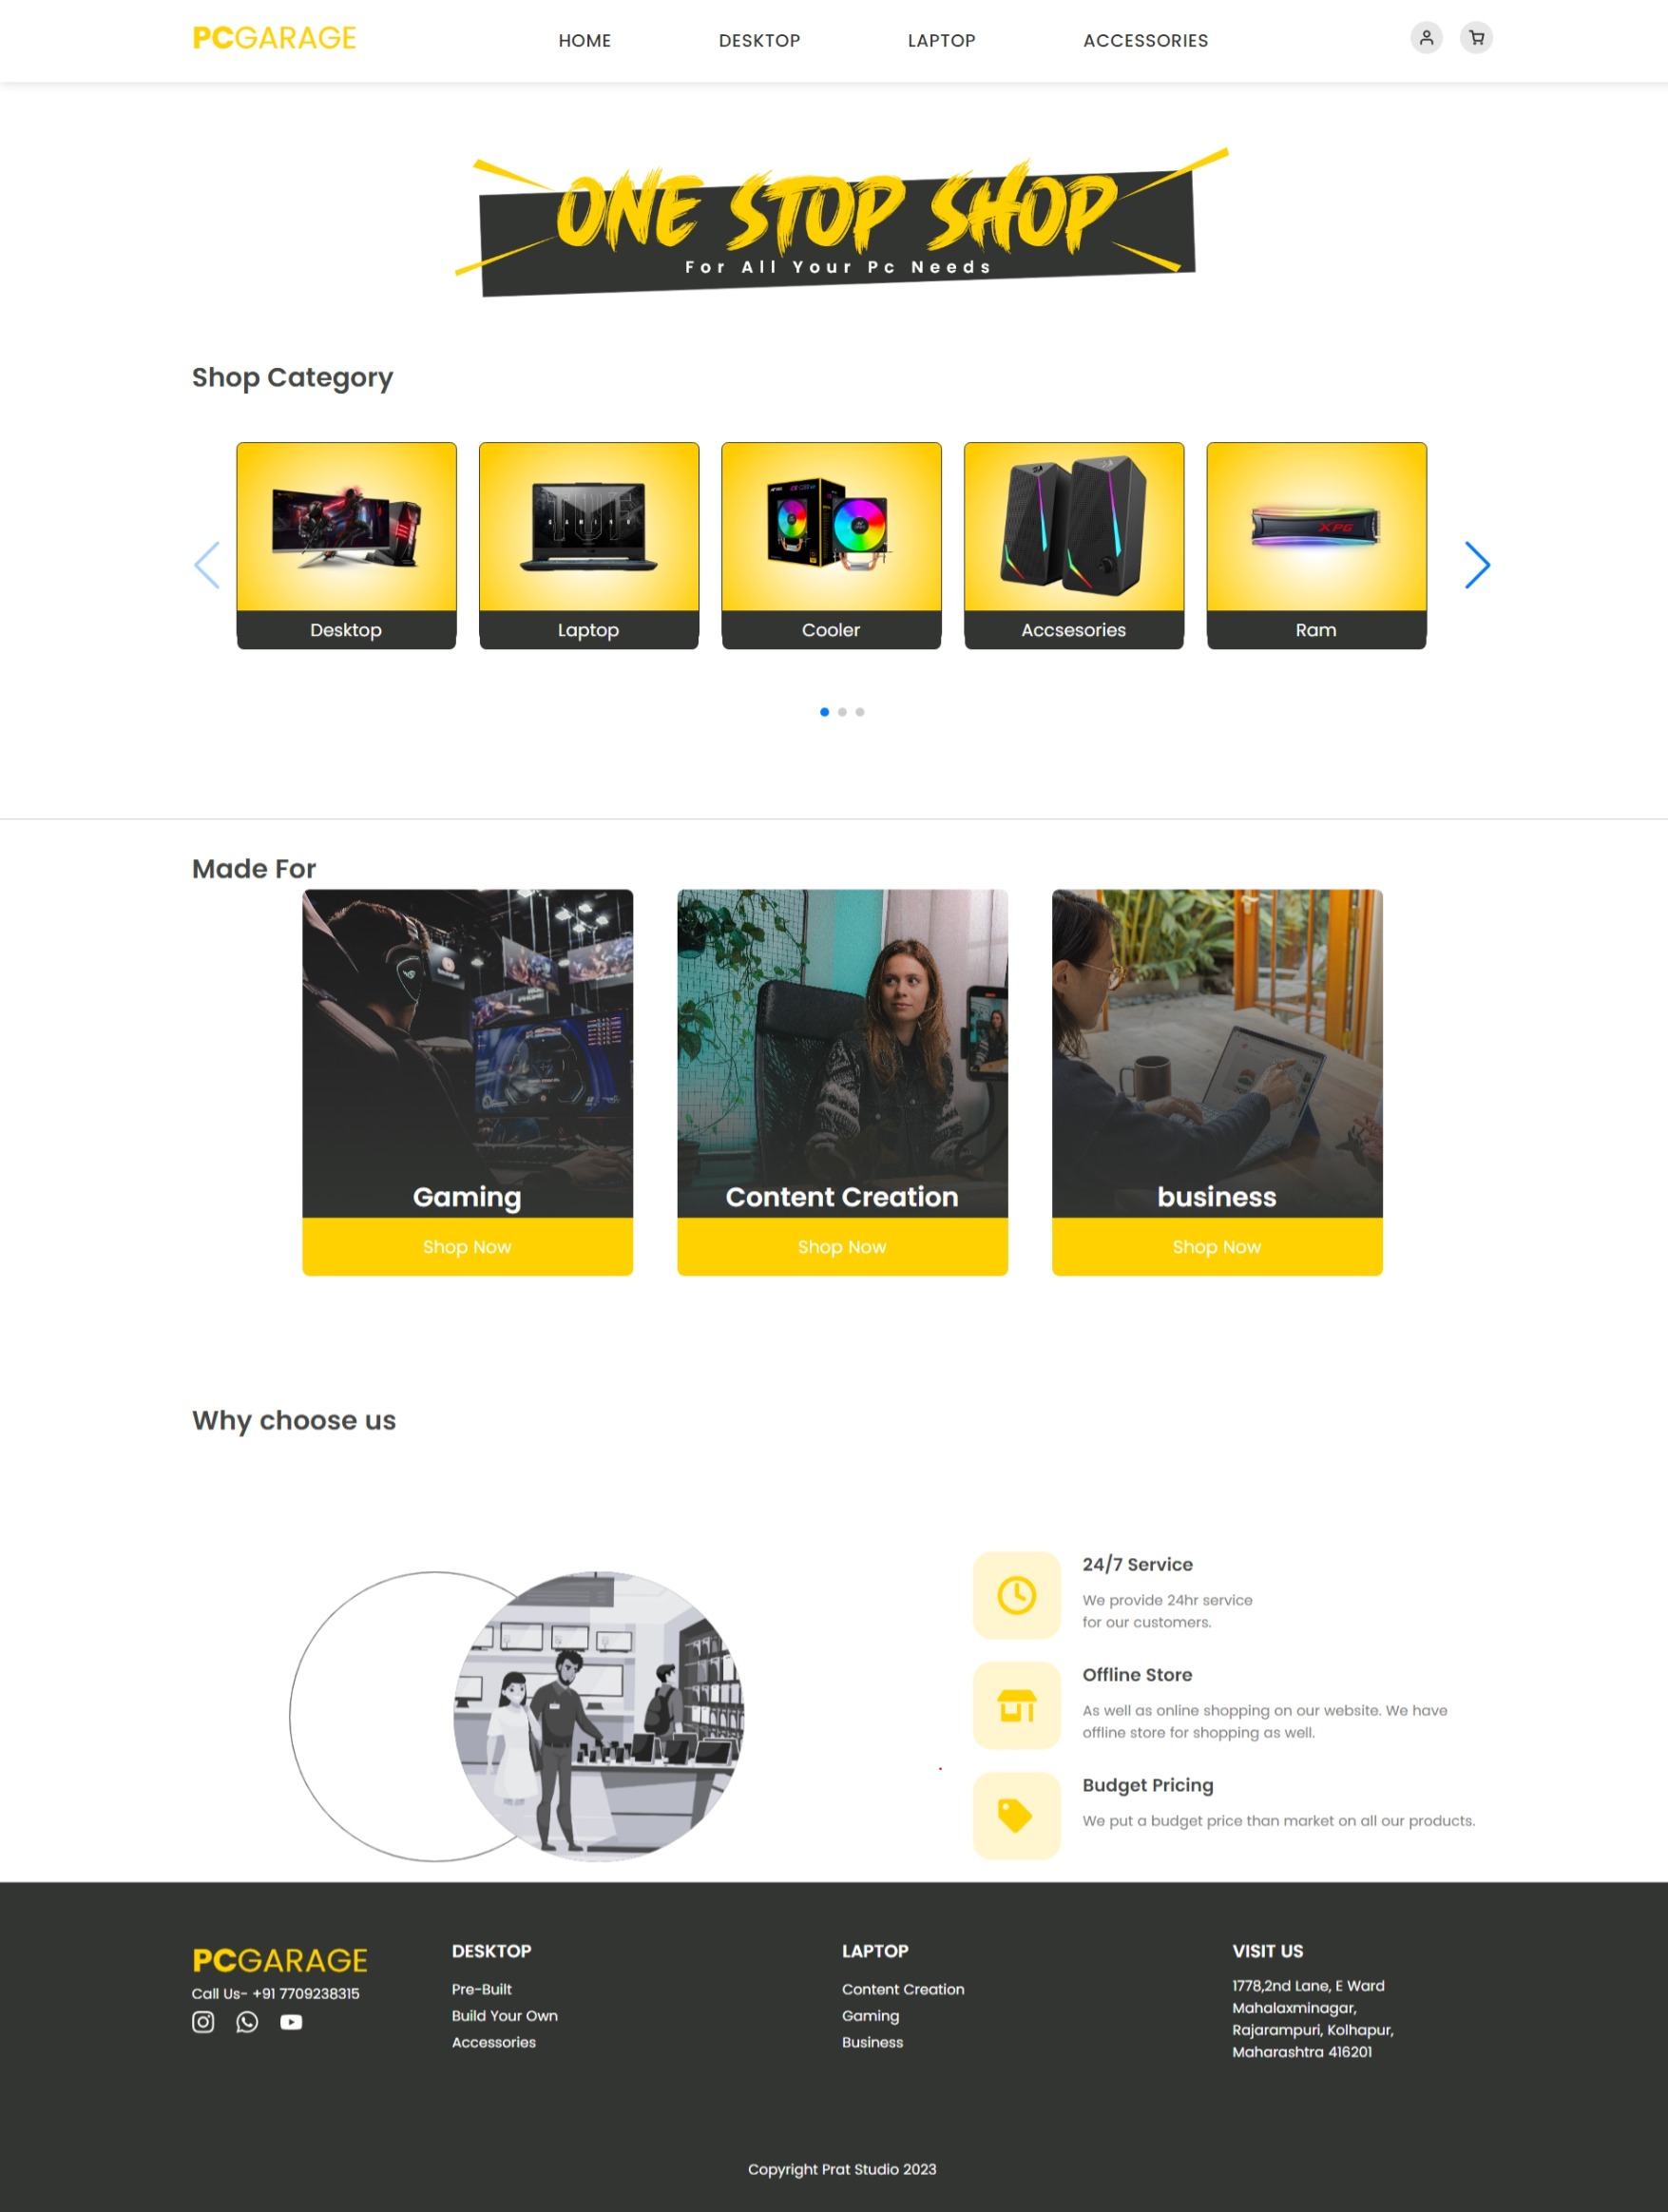 PCGARAGE
HOME
DESKTOP
LAPTOP
ACCESSORIES
ONE STOP SHOP
For All Your Pc Needs
Shop Category
XPG
Desktop
Laptop
Cooler
Accsesories
Ram
Made For
Gaming
Content Creation
business
Shop Now
Shop Now
Shop Now
Why choose us
24/7 Service
We provide 24hr service
for our customers.
Offline Store
As well as online shopping on our website. We have
offline store for shopping as well.
Budget Pricing
We put a budget price than market on all our products.
PCGARAGE
Call Us- +91 7709238315
DESKTOP
Pre-Built
Build Your Own
Accessories
LAPTOP
Content Creation
Gaming
Business
VISIT US
1778,2nd Lane, E Ward
Mahalaxminagar,
Rajarampuri, Kolhapur,
Maharashtra 416201
Copyright Prat Studio 2023